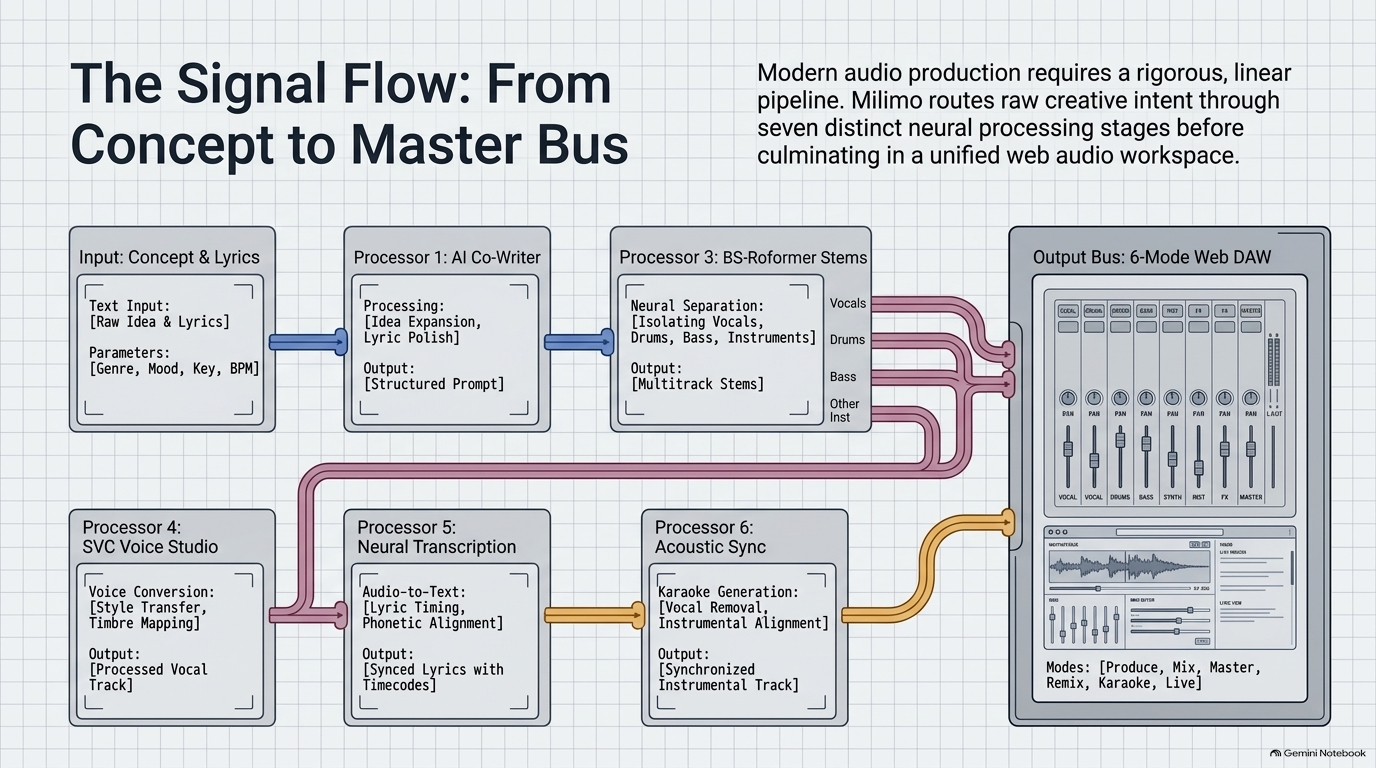 The Signal Flow: From
Concept to Master Bus
Modern audio production requires a rigorous, linear
pipeline. Milimo routes raw creative intent through
seven distinct neural processing stages before
culminating in a unified web audio workspace.
Input: Concept & Lyrics
Text Input:
[Raw Idea & Lyrics]
Parameters:
[Genre, Mood, Key, BPM]
Processor 1: AI Co-Writer
Processing:
[Idea Expansion,
Lyric Polish]
Output:
[Structured Prompt]
Processor 3: BS-Roformer Stems
Neural Separation:
[Isolating Vocals,
Drums, Bass, Instruments]
Output:
[Multitrack Stems]
Vocals
Drums
Bass
Other
Inst
Output Bus: 6-Mode Web DAW
PAN PAN PAN PAN PAN PAN PAN PAN
VOCAL VOCAL DRUMS BASS SYNTH INST FX MASTER
Modes: [Produce, Mix, Master,
Remix, Karaoke, Live]
Processor 4:
SVC Voice Studio
Voice Conversion:
[Style Transfer,
Timbre Mapping]
Output:
[Processed Vocal
Track]
Processor 5:
Neural Transcription
Audio-to-Text:
[Lyric Timing,
Phonetic Alignment]
Output:
[Synced Lyrics with
Timecodes]
Processor 6:
Acoustic Sync
Karaoke Generation:
[Vocal Removal,
Instrumental Alignment]
Output:
[Synchronized
Instrumental Track]
Gemini Notebook